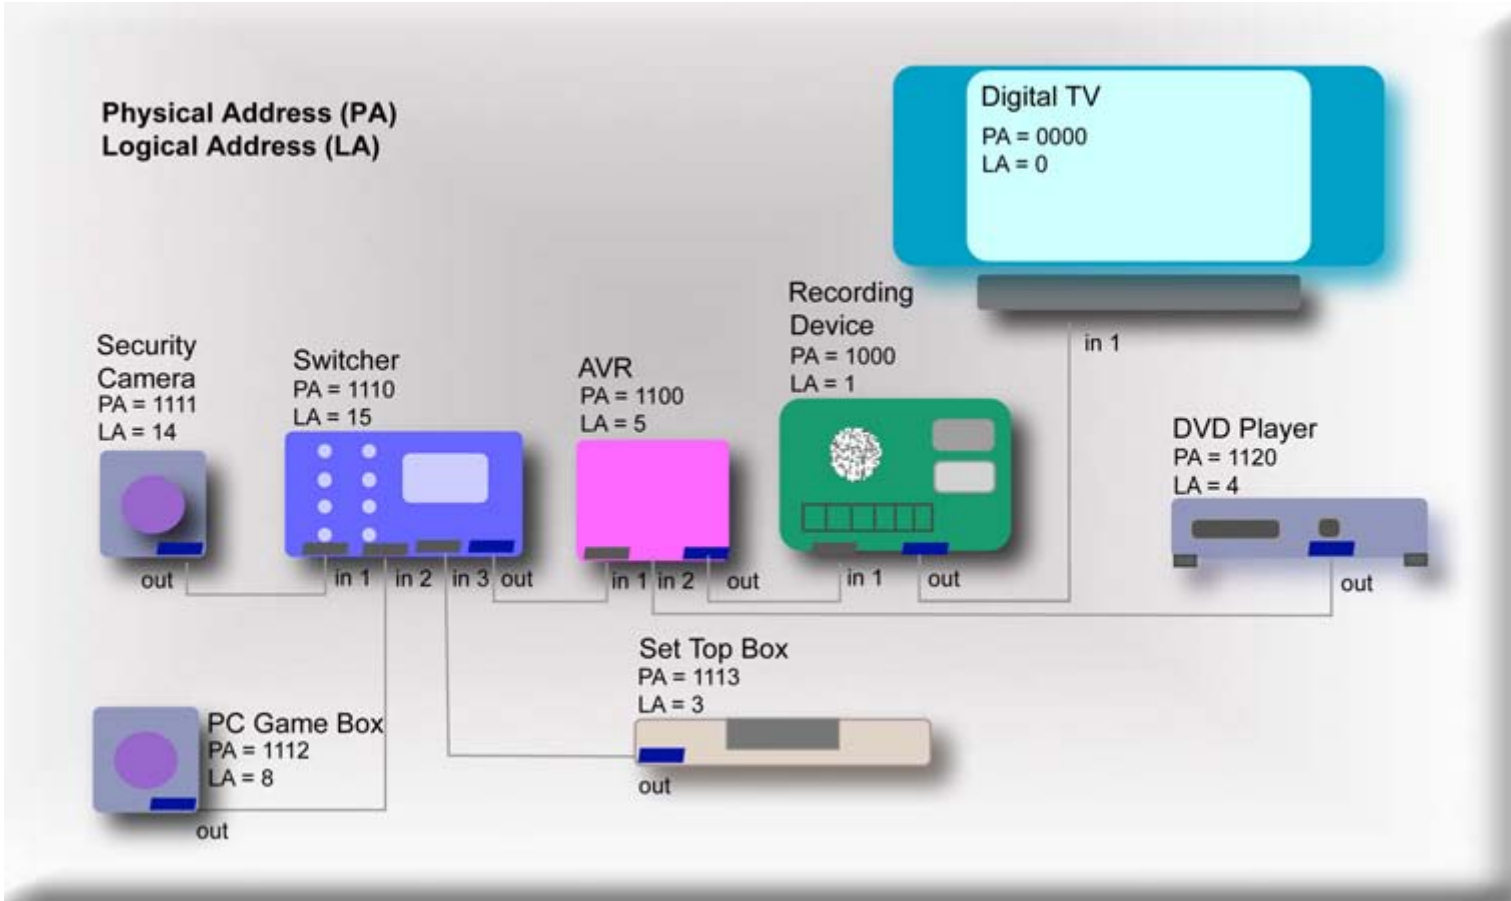 Physical Address (PA)
Logical Address (LA)
Digital TV
PA = 0000
LA = 0
in 1
Recording
Device
PA = 1000
LA = 1
in 1
out
Security
Camera
PA = 1111
LA = 14
out
Switcher
PA = 1110
LA = 15
in 1
in 2
in 3
out
AVR
PA = 1100
LA = 5
in 1
in 2
out
DVD Player
PA = 1120
LA = 4
out
Set Top Box
PA = 1113
LA = 3
out
PC Game Box
PA = 1112
LA = 8
out